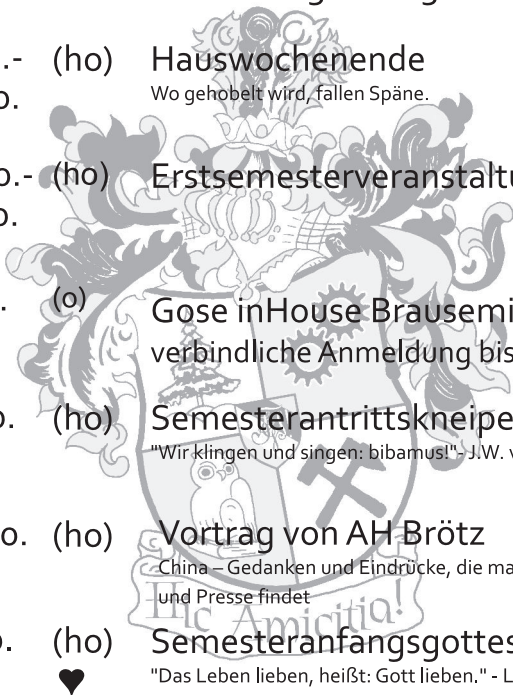 .- (ho) Hauswochenende
o. Wo gehobelt wird, fallen Späne.
o.- (ho) Erstsemesterveranstaltu
o.
. (o) Gose inHouse Brausemi
verbindliche Anmeldung bis
o. (ho) Semesterantrittskneipe
"Wir klingen und singen: bibamus!"- J.W. v
o. (ho) Vortrag von AH Brötz
China – Gedanken und Eindrücke, die ma
und Presse findet
Hic Amicitia!
o. (ho) Semesteranfangsgottes
♥ "Das Leben lieben, heißt: Gott lieben." - L